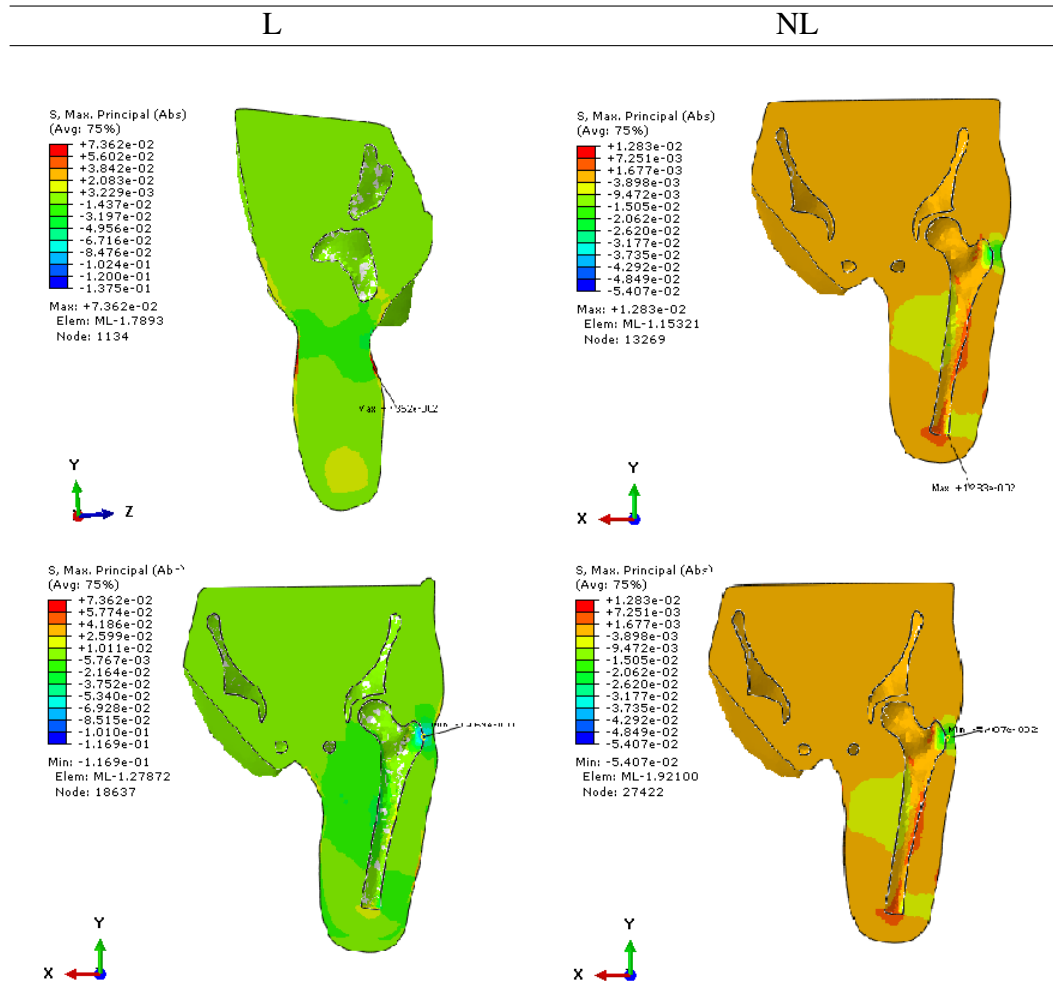 L
NL
S, Max. Principal (Abs)
(Avg: 75%)
+7.362e-02
+5.602e-02
+3.842e-02
+2.083e-02
+3.229e-03
-1.437e-02
-3.197e-02
-4.956e-02
-6.716e-02
-8.476e-02
-1.024e-01
-1.200e-01
-1.375e-01
Max: +7.362e-02
Elem: ML-1.7893
Node: 1134
Max
Y
Z
S, Max. Principal (Abs)
(Avg: 75%)
+1.283e-02
+7.251e-03
+1.677e-03
-3.898e-03
-9.472e-03
-1.505e-02
-2.062e-02
-2.620e-02
-3.177e-02
-3.735e-02
-4.292e-02
-4.849e-02
-5.407e-02
Max: +1.283e-02
Elem: ML-1.15321
Node: 13269
Max
Y
X
S, Max. Principal
(Avg: 75%)
+7.362e-02
+5.774e-02
+4.186e-02
+2.599e-02
+1.011e-02
-5.767e-03
-2.164e-02
-3.752e-02
-5.340e-02
-6.928e-02
-8.515e-02
-1.010e-01
-1.169e-01
Min: -1.169e-01
Elem: ML-1.27872
Node: 18637
Y
X
S, Max. Principal (Abs)
(Avg: 75%)
+1.283e-02
+7.251e-03
+1.677e-03
-3.898e-03
-9.472e-03
-1.505e-02
-2.062e-02
-2.620e-02
-3.177e-02
-3.735e-02
-4.292e-02
-4.849e-02
-5.407e-02
Min: -5.407e-02
Elem: ML-1.92100
Node: 27422
Min
Y
X